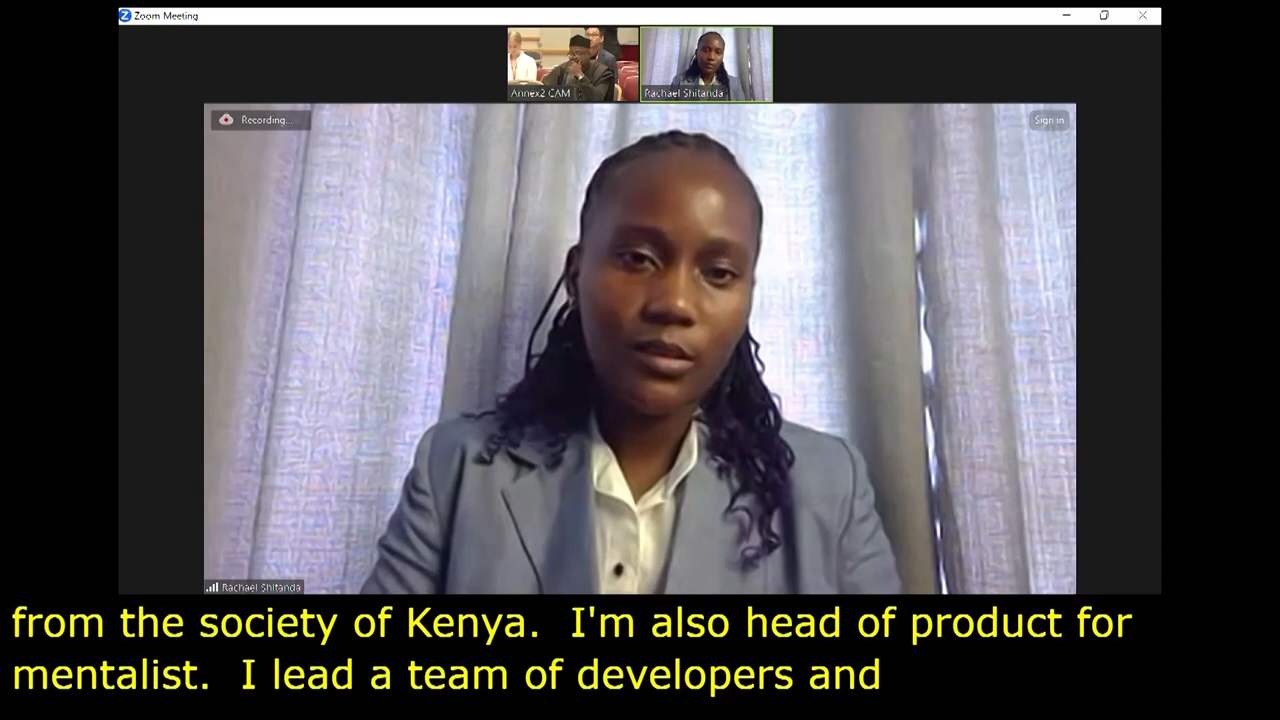 Zoom Meeting
Annex2 CAM
Rachael Shitanda
Recording...
Sign in
Rachael Shitanda
from the society of Kenya.  I'm also head of product for
mentalist.  I lead a team of developers and